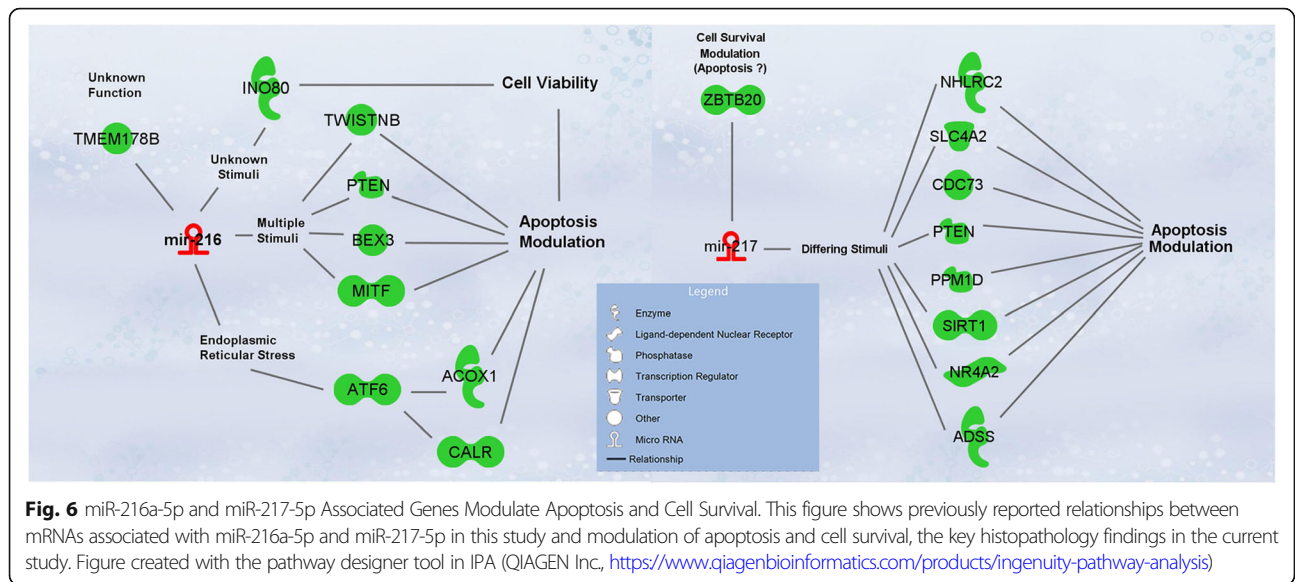 Unknown
Function
TMEM178B
INO80
Cell Viability
TWISTNB
Unknown
Stimuli
PTEN
mir-216
Multiple
Stimuli
BEX3
Apoptosis
Modulation
MITF
Endoplasmic
Reticular Stress
ATF6
ACOX1
CALR
Cell Survival
Modulation
(Apoptosis ?)
ZBTB20
mir-217
Differing Stimuli
NHLRC2
SLC4A2
CDC73
PTEN
PPM1D
SIRT1
NR4A2
ADSS
Apoptosis
Modulation
Legend
Enzyme
Ligand-dependent Nuclear Receptor
Phosphatase
Transcription Regulator
Transporter
Other
Micro RNA
Relationship
Fig. 6 miR-216a-5p and miR-217-5p Associated Genes Modulate Apoptosis and Cell Survival. This figure shows previously reported relationships between
mRNAs associated with miR-216a-5p and miR-217-5p in this study and modulation of apoptosis and cell survival, the key histopathology findings in the current
study. Figure created with the pathway designer tool in IPA (QIAGEN Inc., https://www.qiagenbioinformatics.com/products/ingenuity-pathway-analysis)